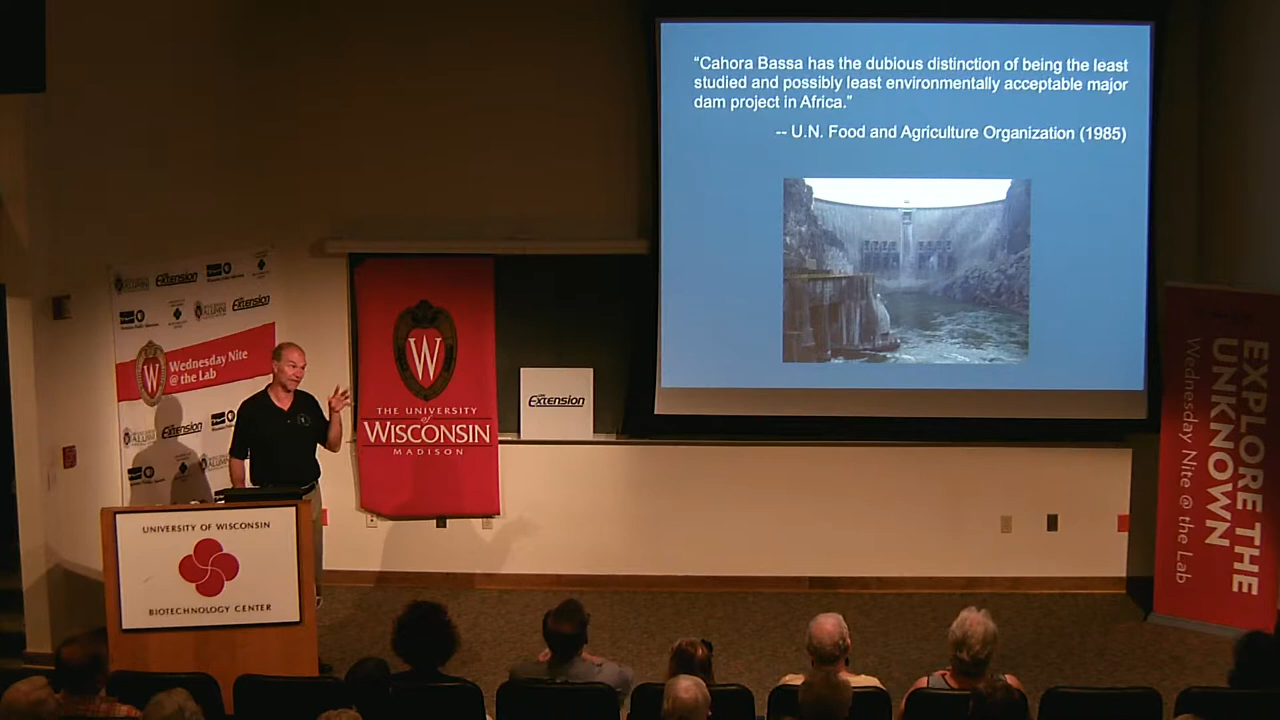 “Cahora Bassa has the dubious distinction of being the least
studied and possibly least environmentally acceptable major
dam project in Africa.”
-- U.N. Food and Agriculture Organization (1985)
Extension
Extension
Wednesday Nite
@ the Lab
Extension
W
THE UNIVERSITY
of
WISCONSIN
MADISON
Extension
UNIVERSITY OF WISCONSIN
BIOTECHNOLOGY CENTER
EXPLORE THE
UNKNOWN
Wednesday Nite @ the Lab